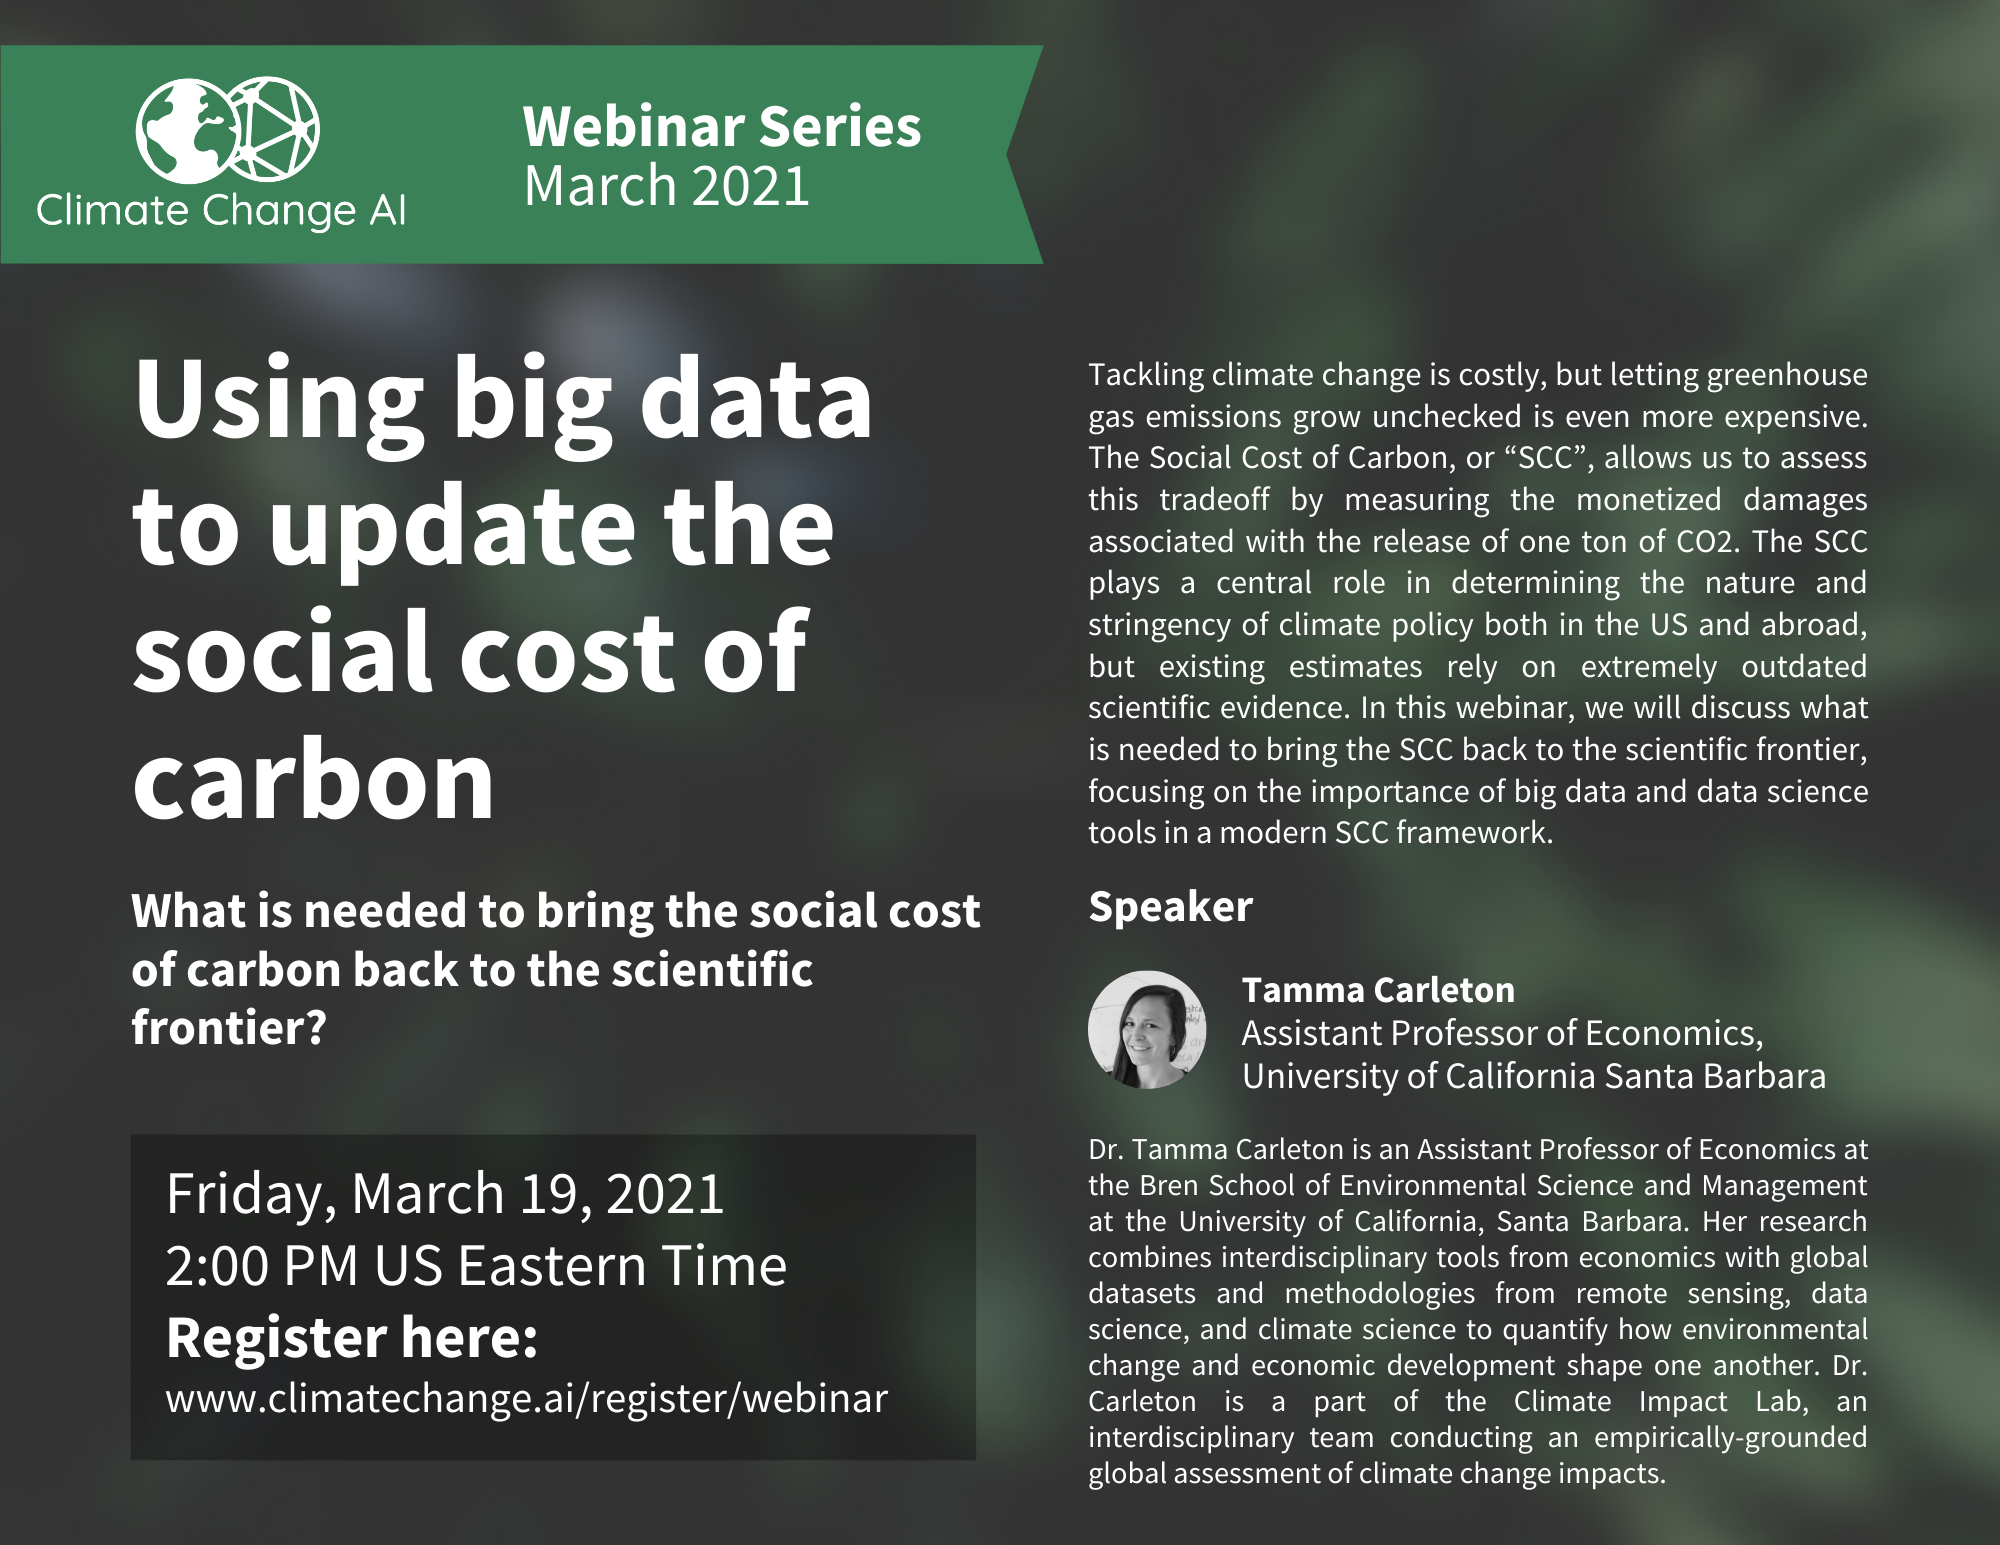 Climate Change AI
Webinar Series
March 2021
Using big data
to update the
social cost of
carbon
What is needed to bring the social cost
of carbon back to the scientific
frontier?
Friday, March 19, 2021
2:00 PM US Eastern Time
Register here:
www.climatechange.ai/register/webinar
Tackling climate change is costly, but letting greenhouse
gas emissions grow unchecked is even more expensive.
The Social Cost of Carbon, or “SCC”, allows us to assess
this tradeoff by measuring the monetized damages
associated with the release of one ton of CO2. The SCC
plays a central role in determining the nature and
stringency of climate policy both in the US and abroad,
but existing estimates rely on extremely outdated
scientific evidence. In this webinar, we will discuss what
is needed to bring the SCC back to the scientific frontier,
focusing on the importance of big data and data science
tools in a modern SCC framework.
Speaker
Tamma Carleton
Assistant Professor of Economics,
University of California Santa Barbara
Dr. Tamma Carleton is an Assistant Professor of Economics at
the Bren School of Environmental Science and Management
at the University of California, Santa Barbara. Her research
combines interdisciplinary tools from economics with global
datasets and methodologies from remote sensing, data
science, and climate science to quantify how environmental
change and economic development shape one another. Dr.
Carleton is a part of the Climate Impact Lab, an
interdisciplinary team conducting an empirically-grounded
global assessment of climate change impacts.